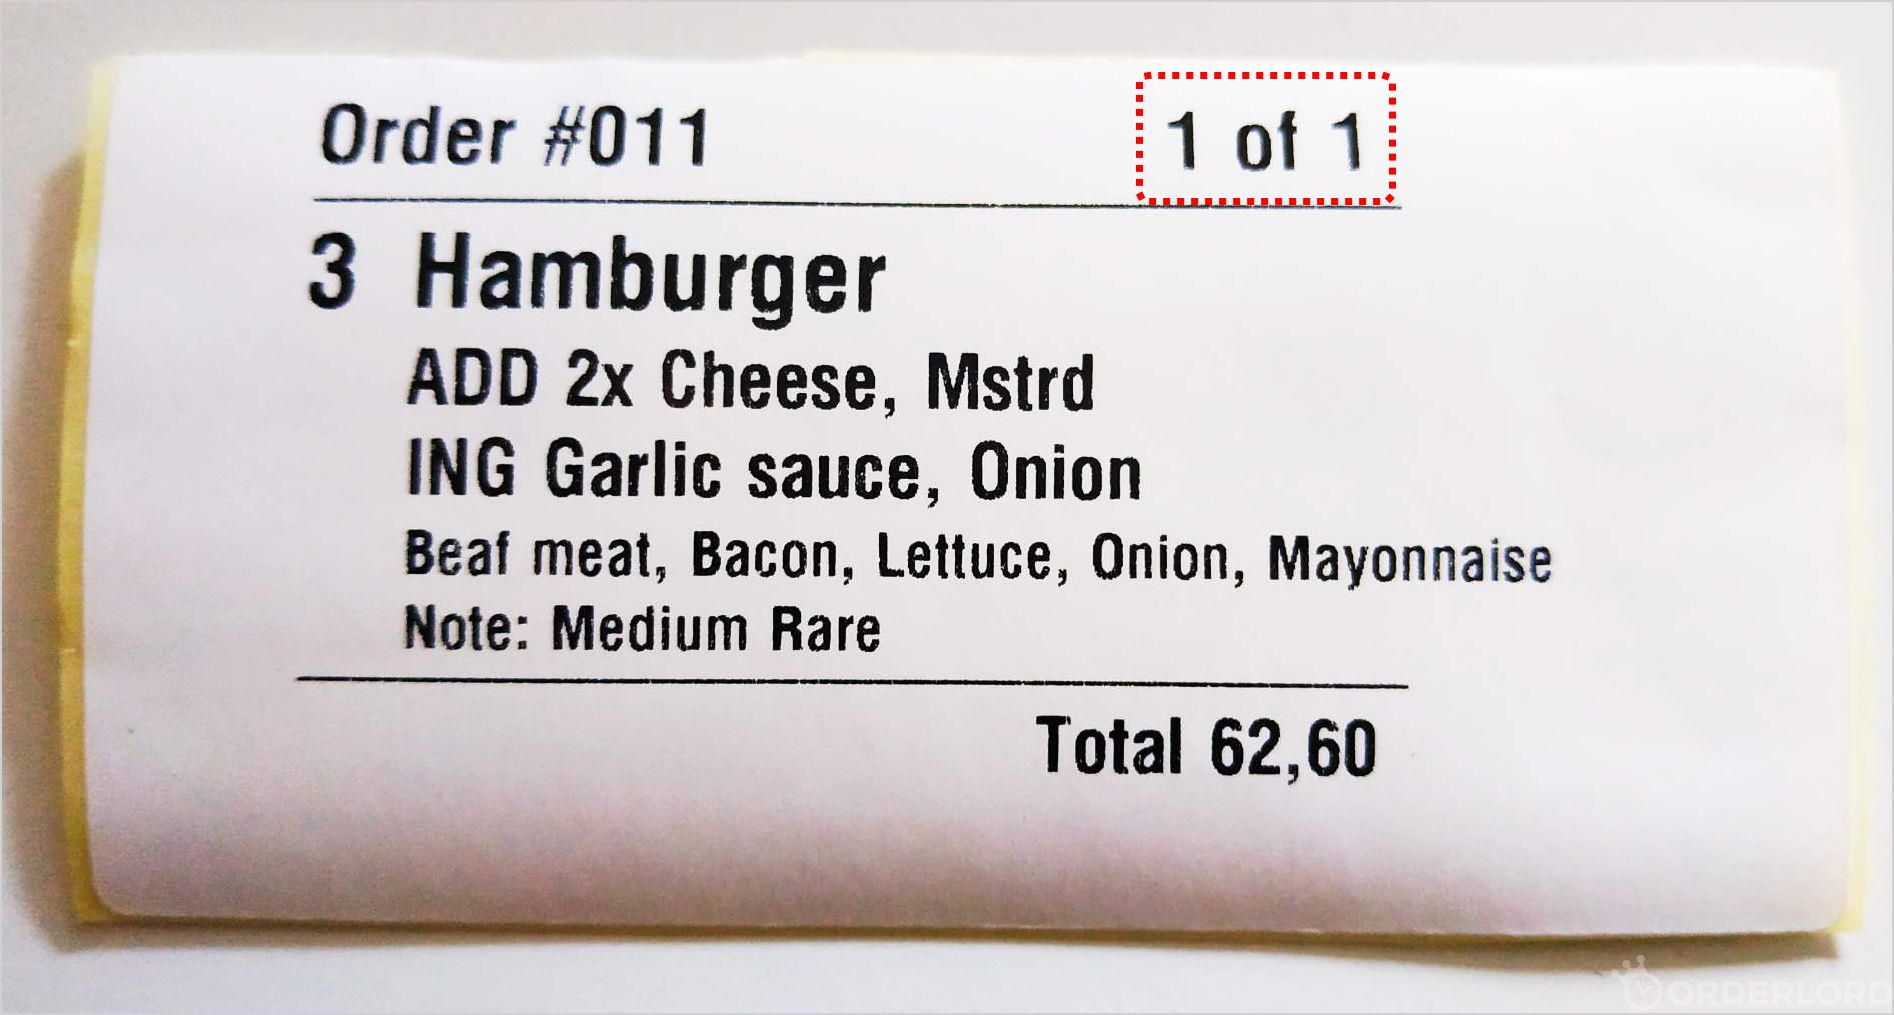 Order #011 1 of 1
3 Hamburger
ADD 2x Cheese, Mstrd
ING Garlic sauce, Onion
Beaf meat, Bacon, Lettuce, Onion, Mayonnaise
Note: Medium Rare
Total 62,60
ORDERLORD